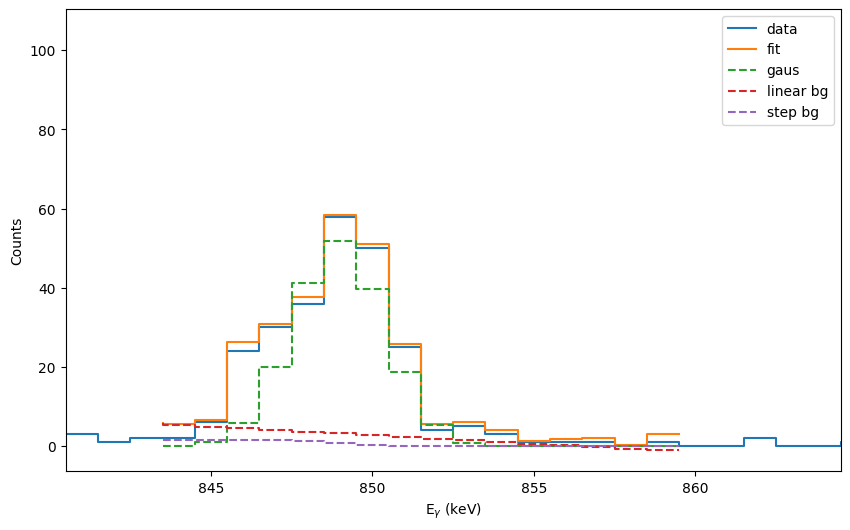 100
80
60
40
20
0
Counts
845
850
855
860
Eγ (keV)
data
fit
gaus
linear bg
step bg